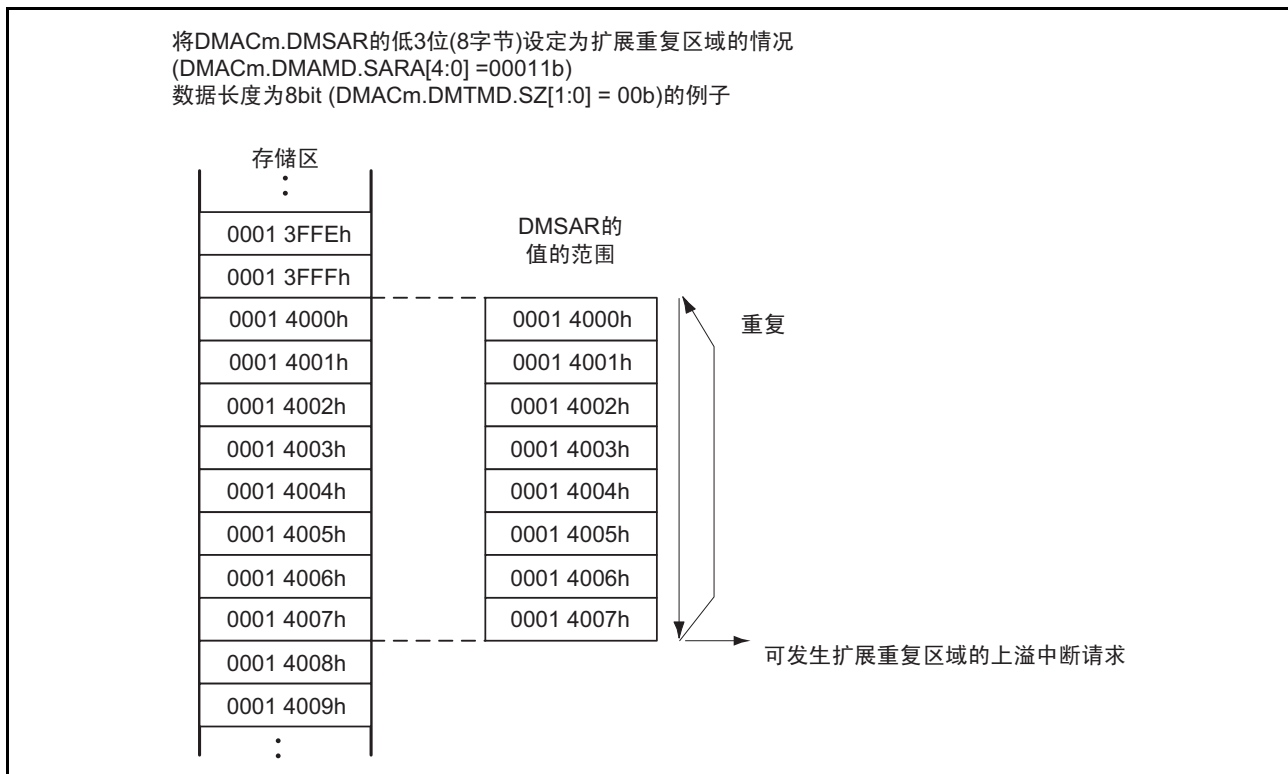 将DMACm.DMSAR的低3位(8字节)设定为扩展重复区域的情况
(DMACm.DMAMD.SARA[4:0] =00011b)
数据长度为8bit (DMACm.DMTMD.SZ[1:0] = 00b)的例子
存储区
0001 3FFEh
0001 3FFFh
0001 4000h
0001 4001h
0001 4002h
0001 4003h
0001 4004h
0001 4005h
0001 4006h
0001 4007h
0001 4008h
0001 4009h
DMSAR的
值的范围
0001 4000h
0001 4001h
0001 4002h
0001 4003h
0001 4004h
0001 4005h
0001 4006h
0001 4007h
重复
可发生扩展重复区域的上溢中断请求